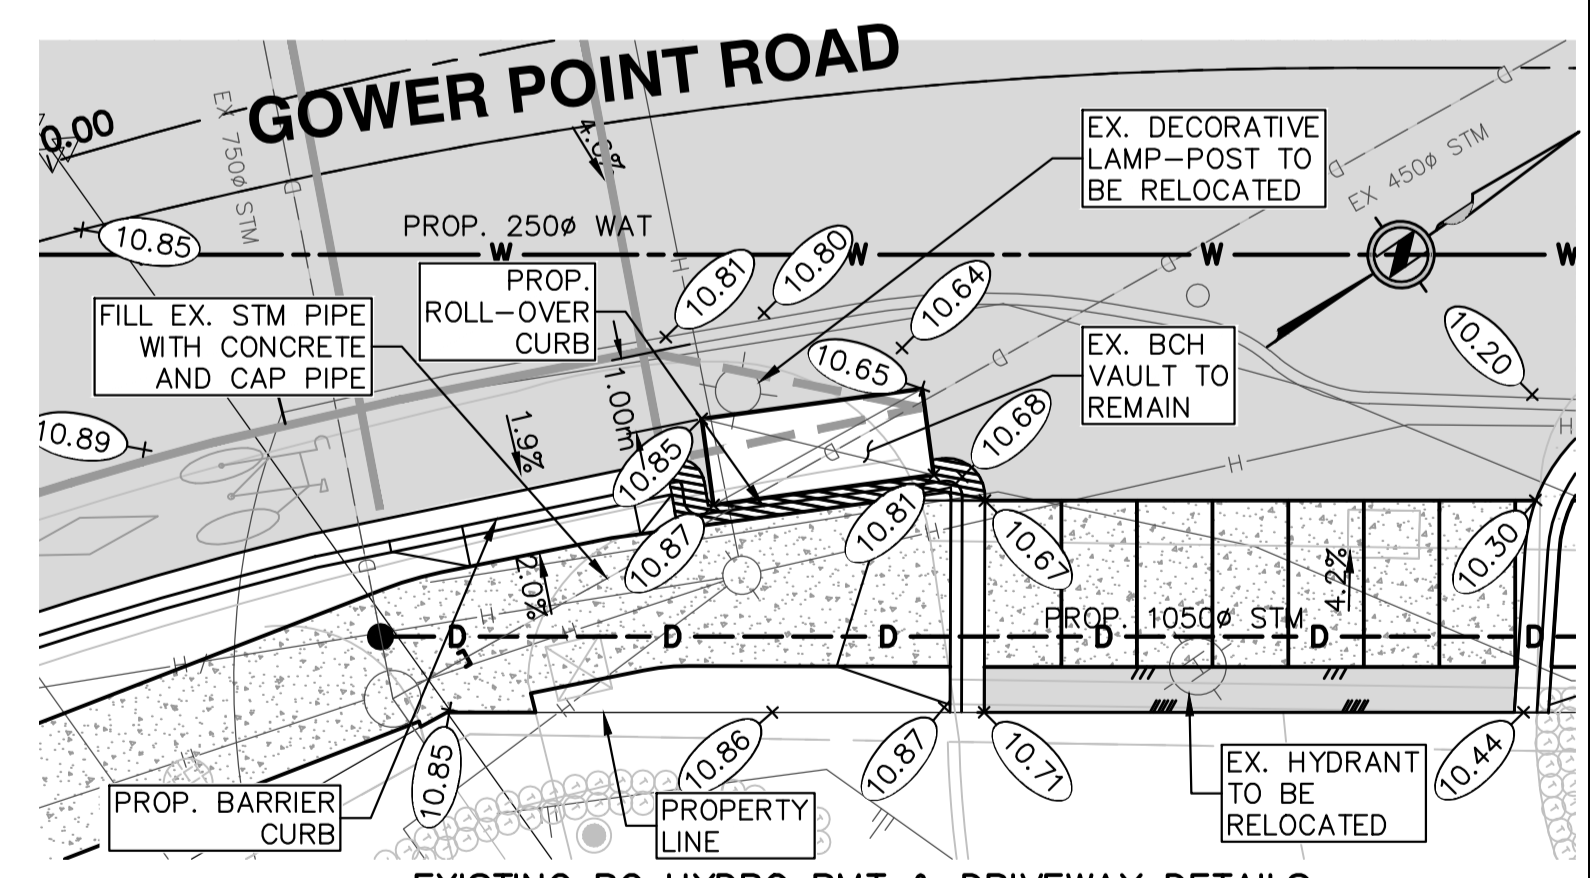 GOWER POINT ROAD
0.00
EX 750ø STM
4.6%
EX. DECORATIVE
LAMP-POST TO
BE RELOCATED
EX 450ø STM
PROP. 250ø WAT
10.85
W
W
W
W
PROP.
ROLL-OVER
CURB
10.81
10.80
10.64
FILL EX. STM PIPE
WITH CONCRETE
AND CAP PIPE
EX. BCH
VAULT TO
REMAIN
10.20
10.65
1.00m
10.89
1.9%
10.85
10.68
H
H
10.87
10.81
10.67
10.30
2.0%
4.2%
PROP. 1050ø STM
D
D
D
D
D
D
10.85
10.86
10.87
10.71
10.44
PROP. BARRIER
CURB
PROPERTY
LINE
EX. HYDRANT
TO BE
RELOCATED